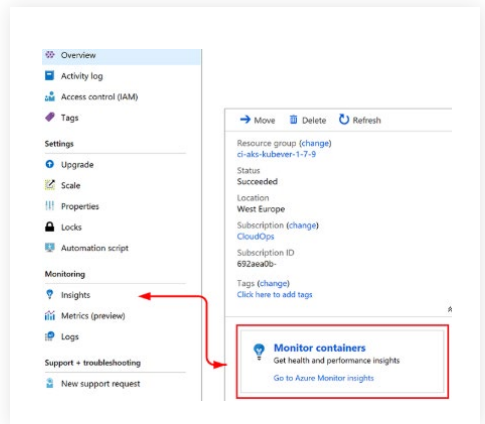 Overview
Activity log
Access control (IAM)
Tags
Settings
Upgrade
Scale
Properties
Locks
Automation script
Monitoring
Insights
Metrics (preview)
Logs
Support + troubleshooting
New support request
Move Delete Refresh
Resource group (change)
ci-aks-kubever-1-7-9
Status
Succeeded
Location
West Europe
Subscription (change)
CloudOps
Subscription ID
692aea0b-
Tags (change)
Click here to add tags
Monitor containers
Get health and performance insights
Go to Azure Monitor insights